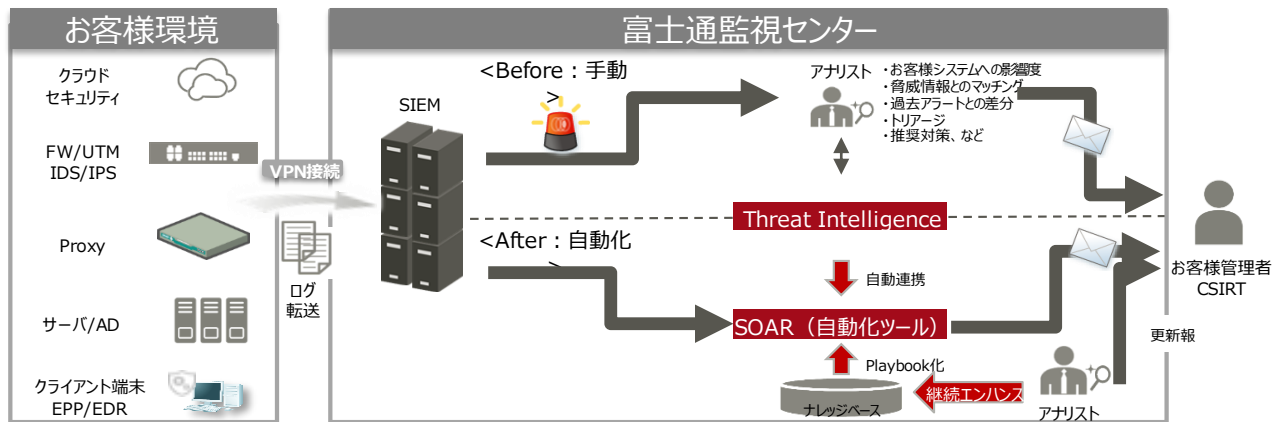 お客様環境
クラウド
セキュリティ
FW/UTM
IDS/IPS
Proxy
サーバ/AD
クライアント端末
EPP/EDR
VPN接続
ログ
転送
富士通監視センター
SIEM
<Before：手動
>
アナリスト
・お客様システムへの影響度
・脅威情報とのマッチング
・過去アラートとの差分
・トリアージ
・推奨対策、など
Threat Intelligence
<After：自動化
>
自動連携
SOAR（自動化ツール）
Playbook化
ナレッジベース
継続エンハンス
アナリスト
更新報
お客様管理者
CSIRT